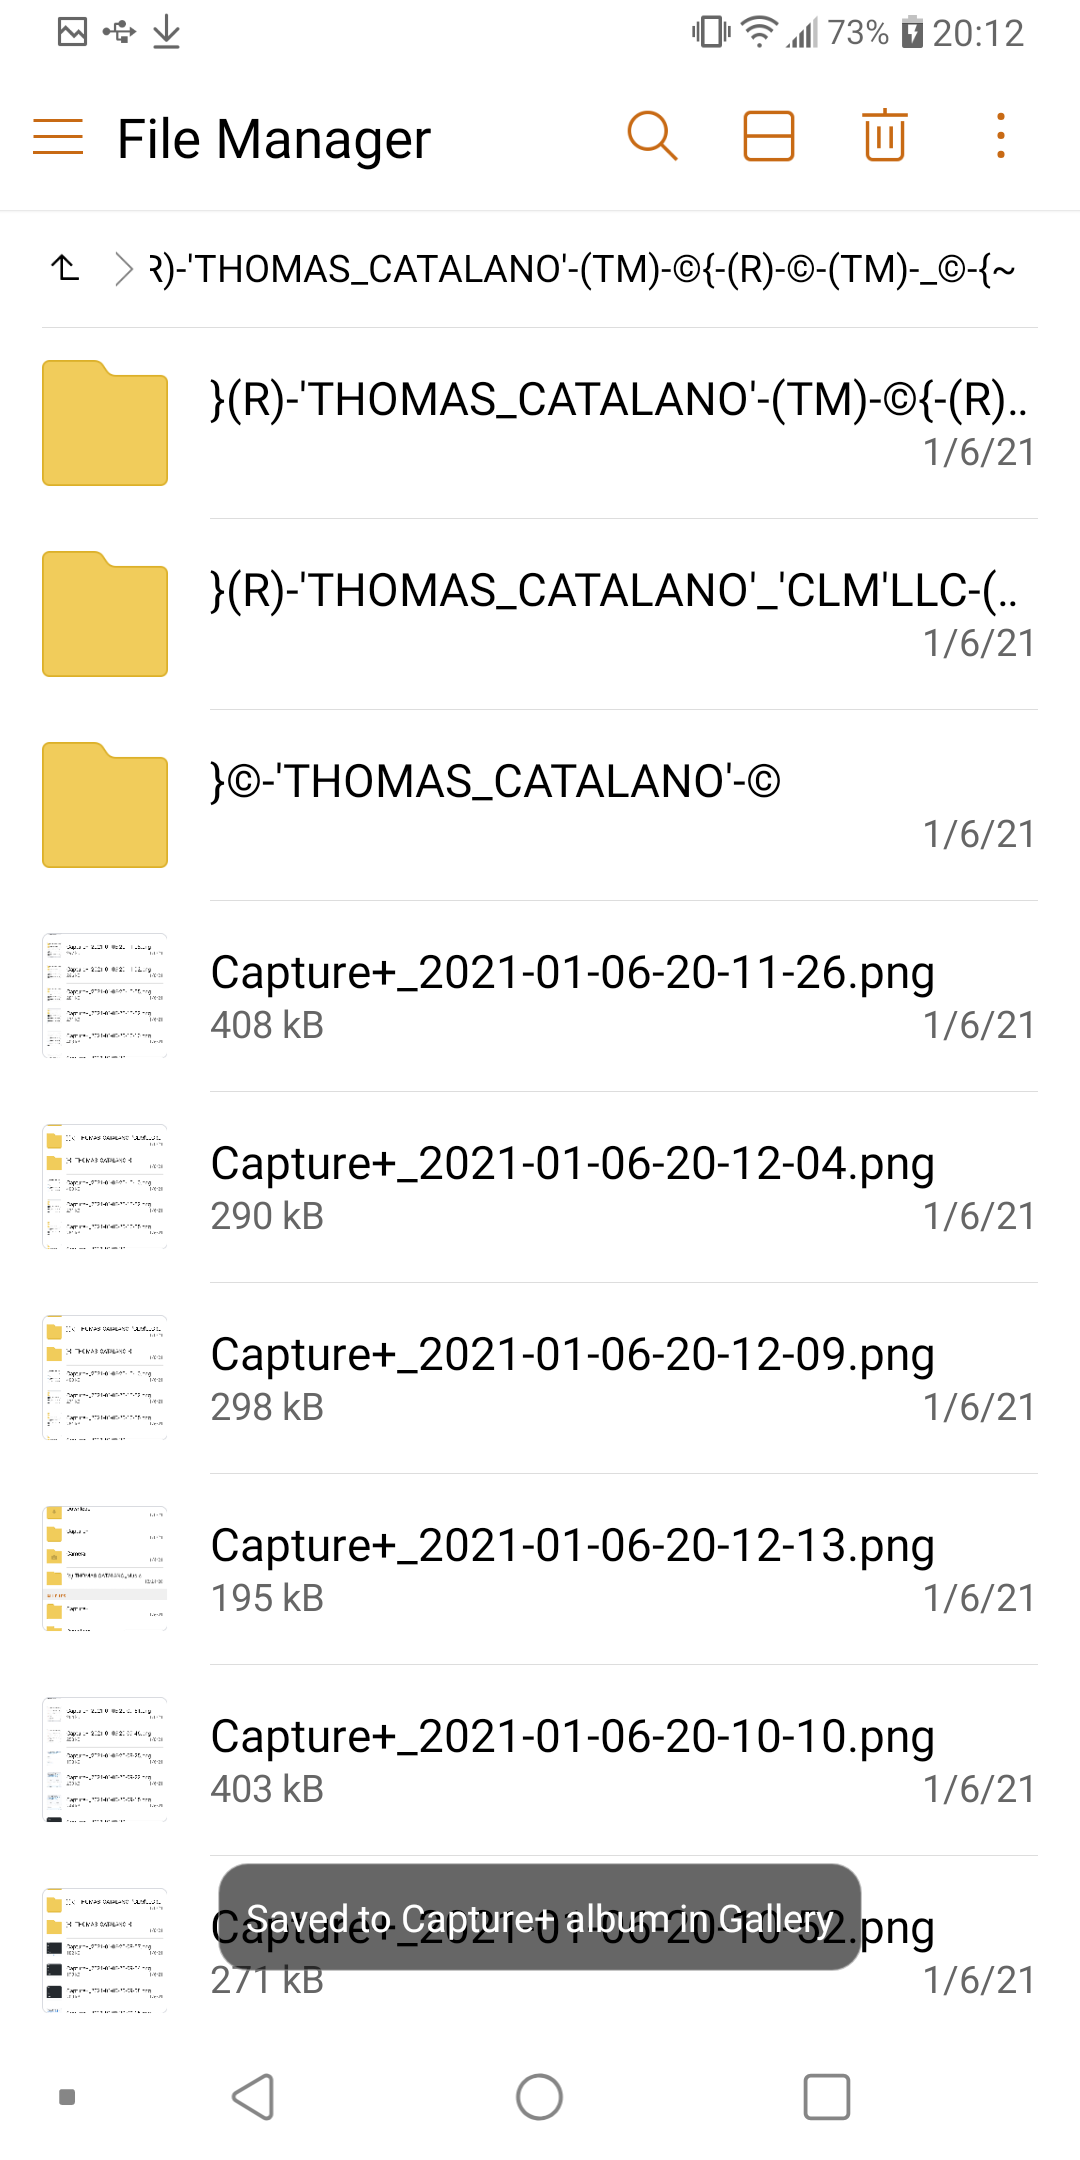 73% 20:12
File Manager
R)-'THOMAS_CATALANO'-(TM)-©{-(R)-©-(TM)-_©-{~
}(R)-'THOMAS_CATALANO'-(TM)-©{-(R)..
1/6/21
}(R)-'THOMAS_CATALANO'_'CLM'LLC-(..
1/6/21
}©-'THOMAS_CATALANO'-©
1/6/21
Capture+_2021-01-06-20-11-26.png
408 kB 1/6/21
Capture+_2021-01-06-20-12-04.png
290 kB 1/6/21
Capture+_2021-01-06-20-12-09.png
298 kB 1/6/21
Capture+_2021-01-06-20-12-13.png
195 kB 1/6/21
Capture+_2021-01-06-20-10-10.png
403 kB 1/6/21
Capture+_2021-01-06-20-10-52.png
Saved to Capture+ album in Gallery
271 kB 1/6/21